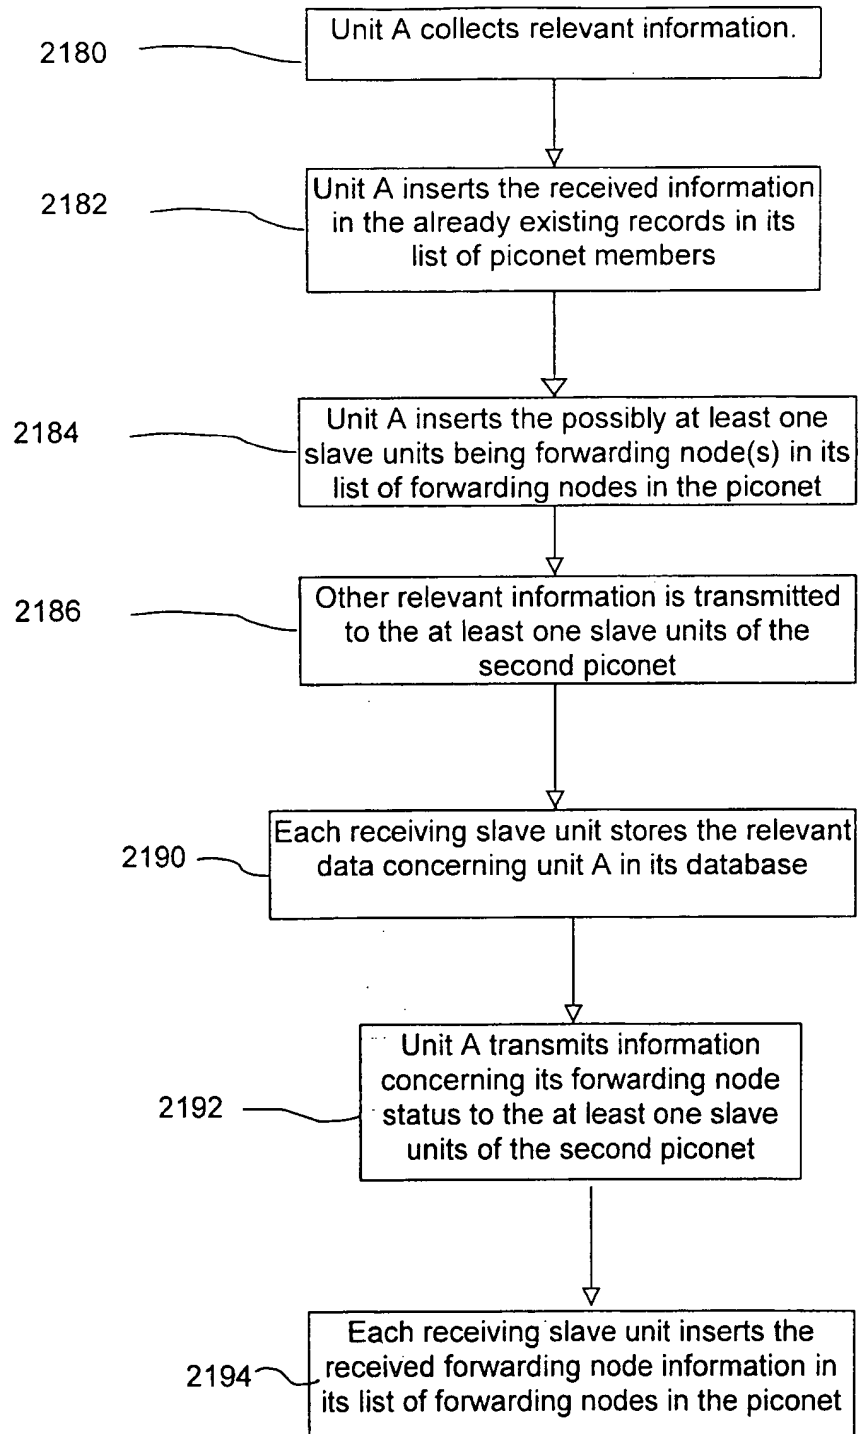 Unit A collects relevant information.
2180
Unit A inserts the received information
in the already existing records in its
list of piconet members
2182
Unit A inserts the possibly at least one
slave units being forwarding node(s) in its
list of forwarding nodes in the piconet
2184
Other relevant information is transmitted
to the at least one slave units of the
second piconet
2186
Each receiving slave unit stores the relevant
data concerning unit A in its database
2190
Unit A transmits information
concerning its forwarding node
status to the at least one slave
units of the second piconet
2192
Each receiving slave unit inserts the
received forwarding node information in
its list of forwarding nodes in the piconet
2194